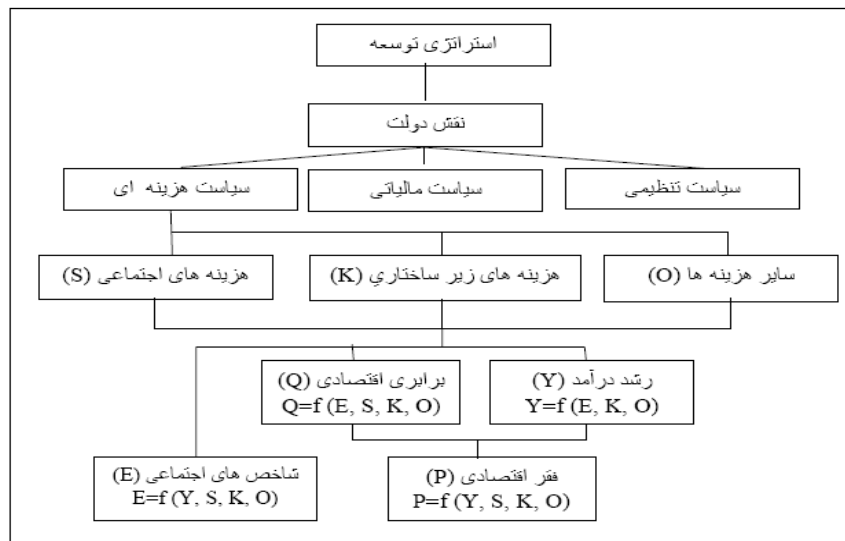 استراتژی توسعه
نقش دولت
سیاست تنظیمی
سیاست مالیاتی
سیاست هزینه ای
سایر هزینه ها (O)
هزینه های زیر ساختاري (K)
هزینه های اجتماعی (S)
رشد درآمد (Y)
Y=f (E, K, O)
برابری اقتصادی (Q)
Q=f (E, S, K, O)
فقر اقتصادی (P)
P=f (Y, S, K, O)
شاخص های اجتماعی (E)
E=f (Y, S, K, O)